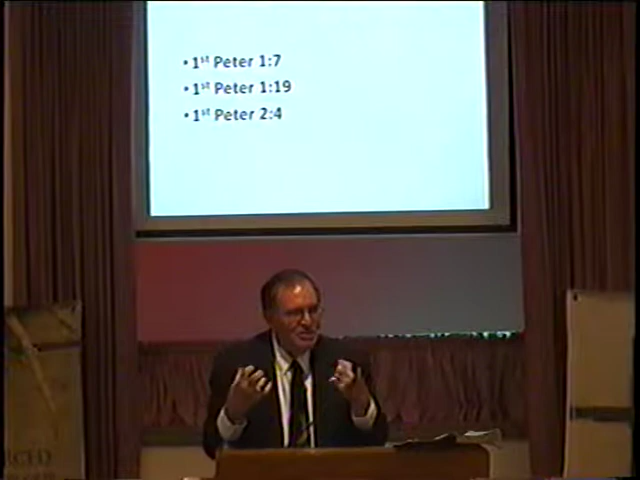 • 1st Peter 1:7
• 1st Peter 1:19
• 1st Peter 2:4